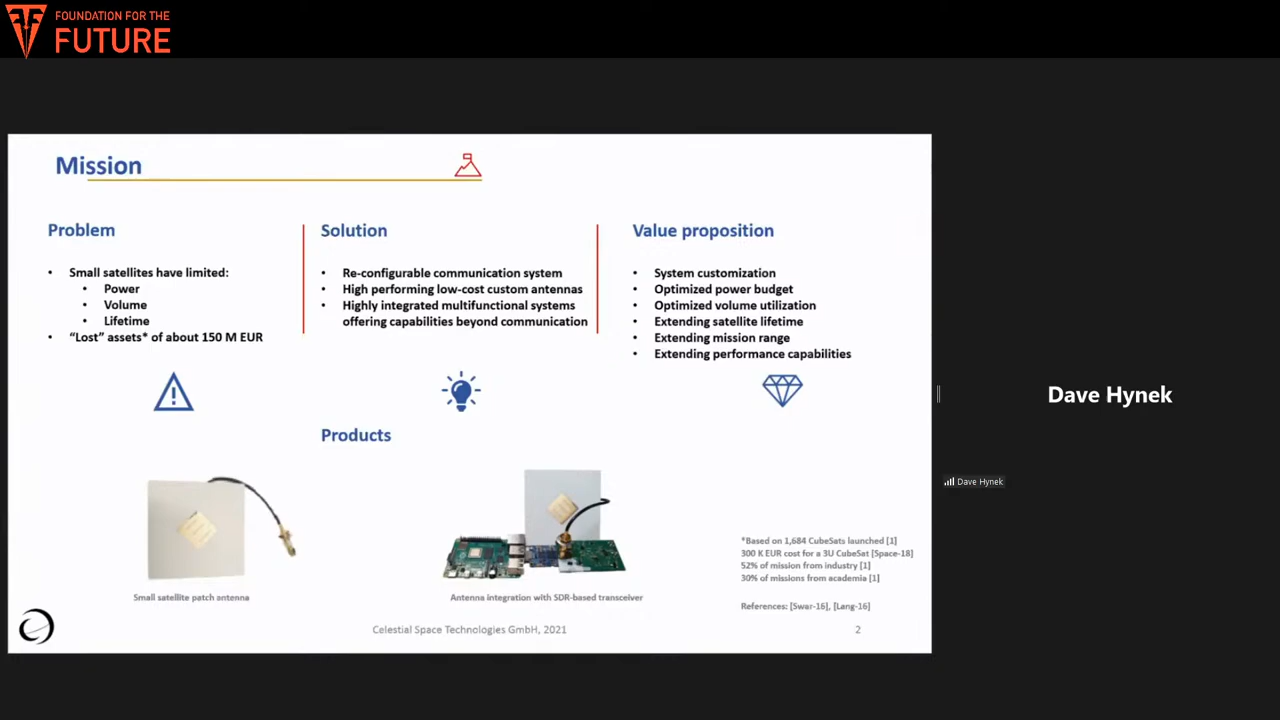 FOUNDATION FOR THE
FUTURE
Mission
Problem
• Small satellites have limited:
• Power
• Volume
• Lifetime
• “Lost” assets* of about 150 M EUR
Solution
• Re-configurable communication system
• High performing low-cost custom antennas
• Highly integrated multifunctional systems
offering capabilities beyond communication
Value proposition
• System customization
• Optimized power budget
• Optimized volume utilization
• Extending satellite lifetime
• Extending mission range
• Extending performance capabilities
Products
Small satellite patch antenna
Antenna integration with SDR-based transceiver
*Based on 1,684 CubeSats launched [1]
300 K EUR cost for a 3U CubeSat [Space-18]
52% of mission from industry [1]
30% of missions from academia [1]
References: [Swar-16], [Lang-16]
Celestial Space Technologies GmbH, 2021
2
Dave Hynek
Dave Hynek